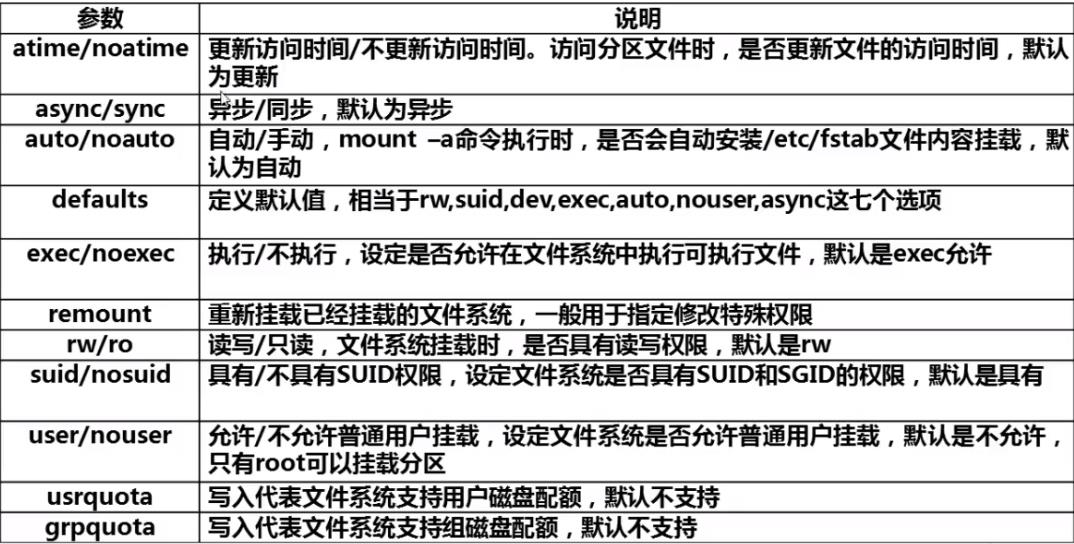 参数 说明
atime/noatime 更新访问时间/不更新访问时间。访问分区文件时，是否更新文件的访问时间，默认
为更新
async/sync 异步/同步，默认为异步
auto/noauto 自动/手动，mount –a命令执行时，是否会自动安装/etc/fstab文件内容挂载，默
认为自动
defaults 定义默认值，相当于rw,suid,dev,exec,auto,nouser,async这七个选项
exec/noexec 执行/不执行，设定是否允许在文件系统中执行可执行文件，默认是exec允许
remount 重新挂载已经挂载的文件系统，一般用于指定修改特殊权限
rw/ro 读写/只读，文件系统挂载时，是否具有读写权限，默认是rw
suid/nosuid 具有/不具有SUID权限，设定文件系统是否具有SUID和SGID的权限，默认是具有
user/nouser 允许/不允许普通用户挂载，设定文件系统是否允许普通用户挂载，默认是不允许，
只有root可以挂载分区
usrquota 写入代表文件系统支持用户磁盘配额，默认不支持
grpquota 写入代表文件系统支持组磁盘配额，默认不支持